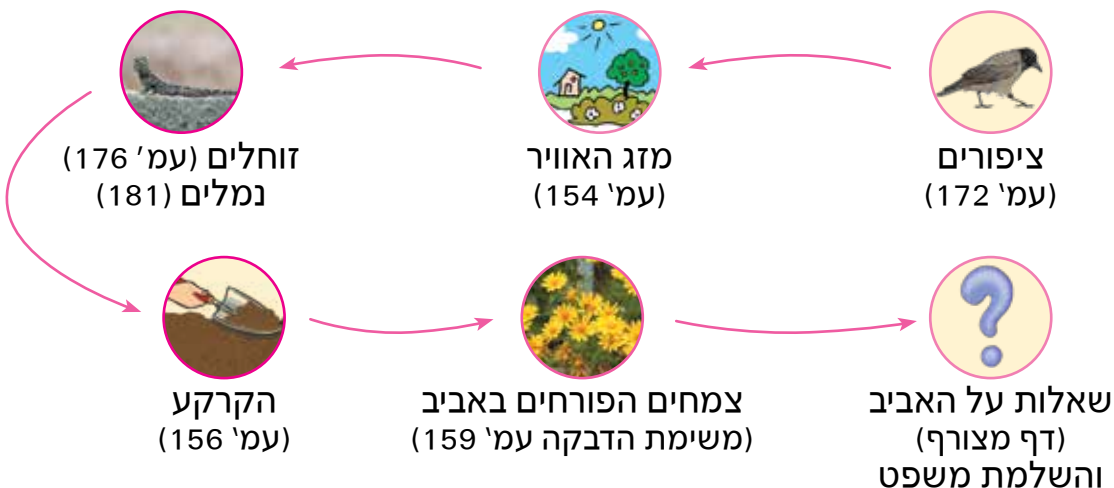 ציפורים
(עמ' 172)
מזג האוויר
(עמ' 154)
זוחלים (עמ' 176)
נמלים (181)
הקרקע
(עמ' 156)
צמחים הפורחים באביב
(משימת הדבקה עמ' 159)
שאלות על האביב
(דף מצורף)
והשלמת משפט